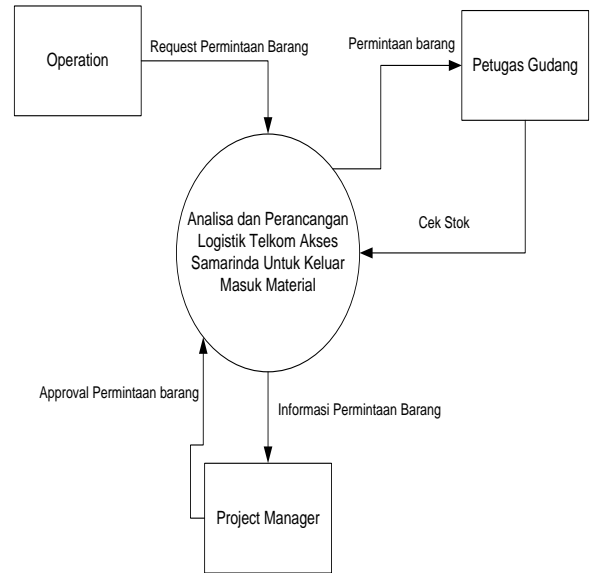 Operation
Request Permintaan Barang
Permintaan barang
Petugas Gudang
Analisa dan Perancangan
Logistik Telkom Akses
Samarinda Untuk Keluar
Masuk Material
Cek Stok
Approval Permintaan barang
Informasi Permintaan Barang
Project Manager